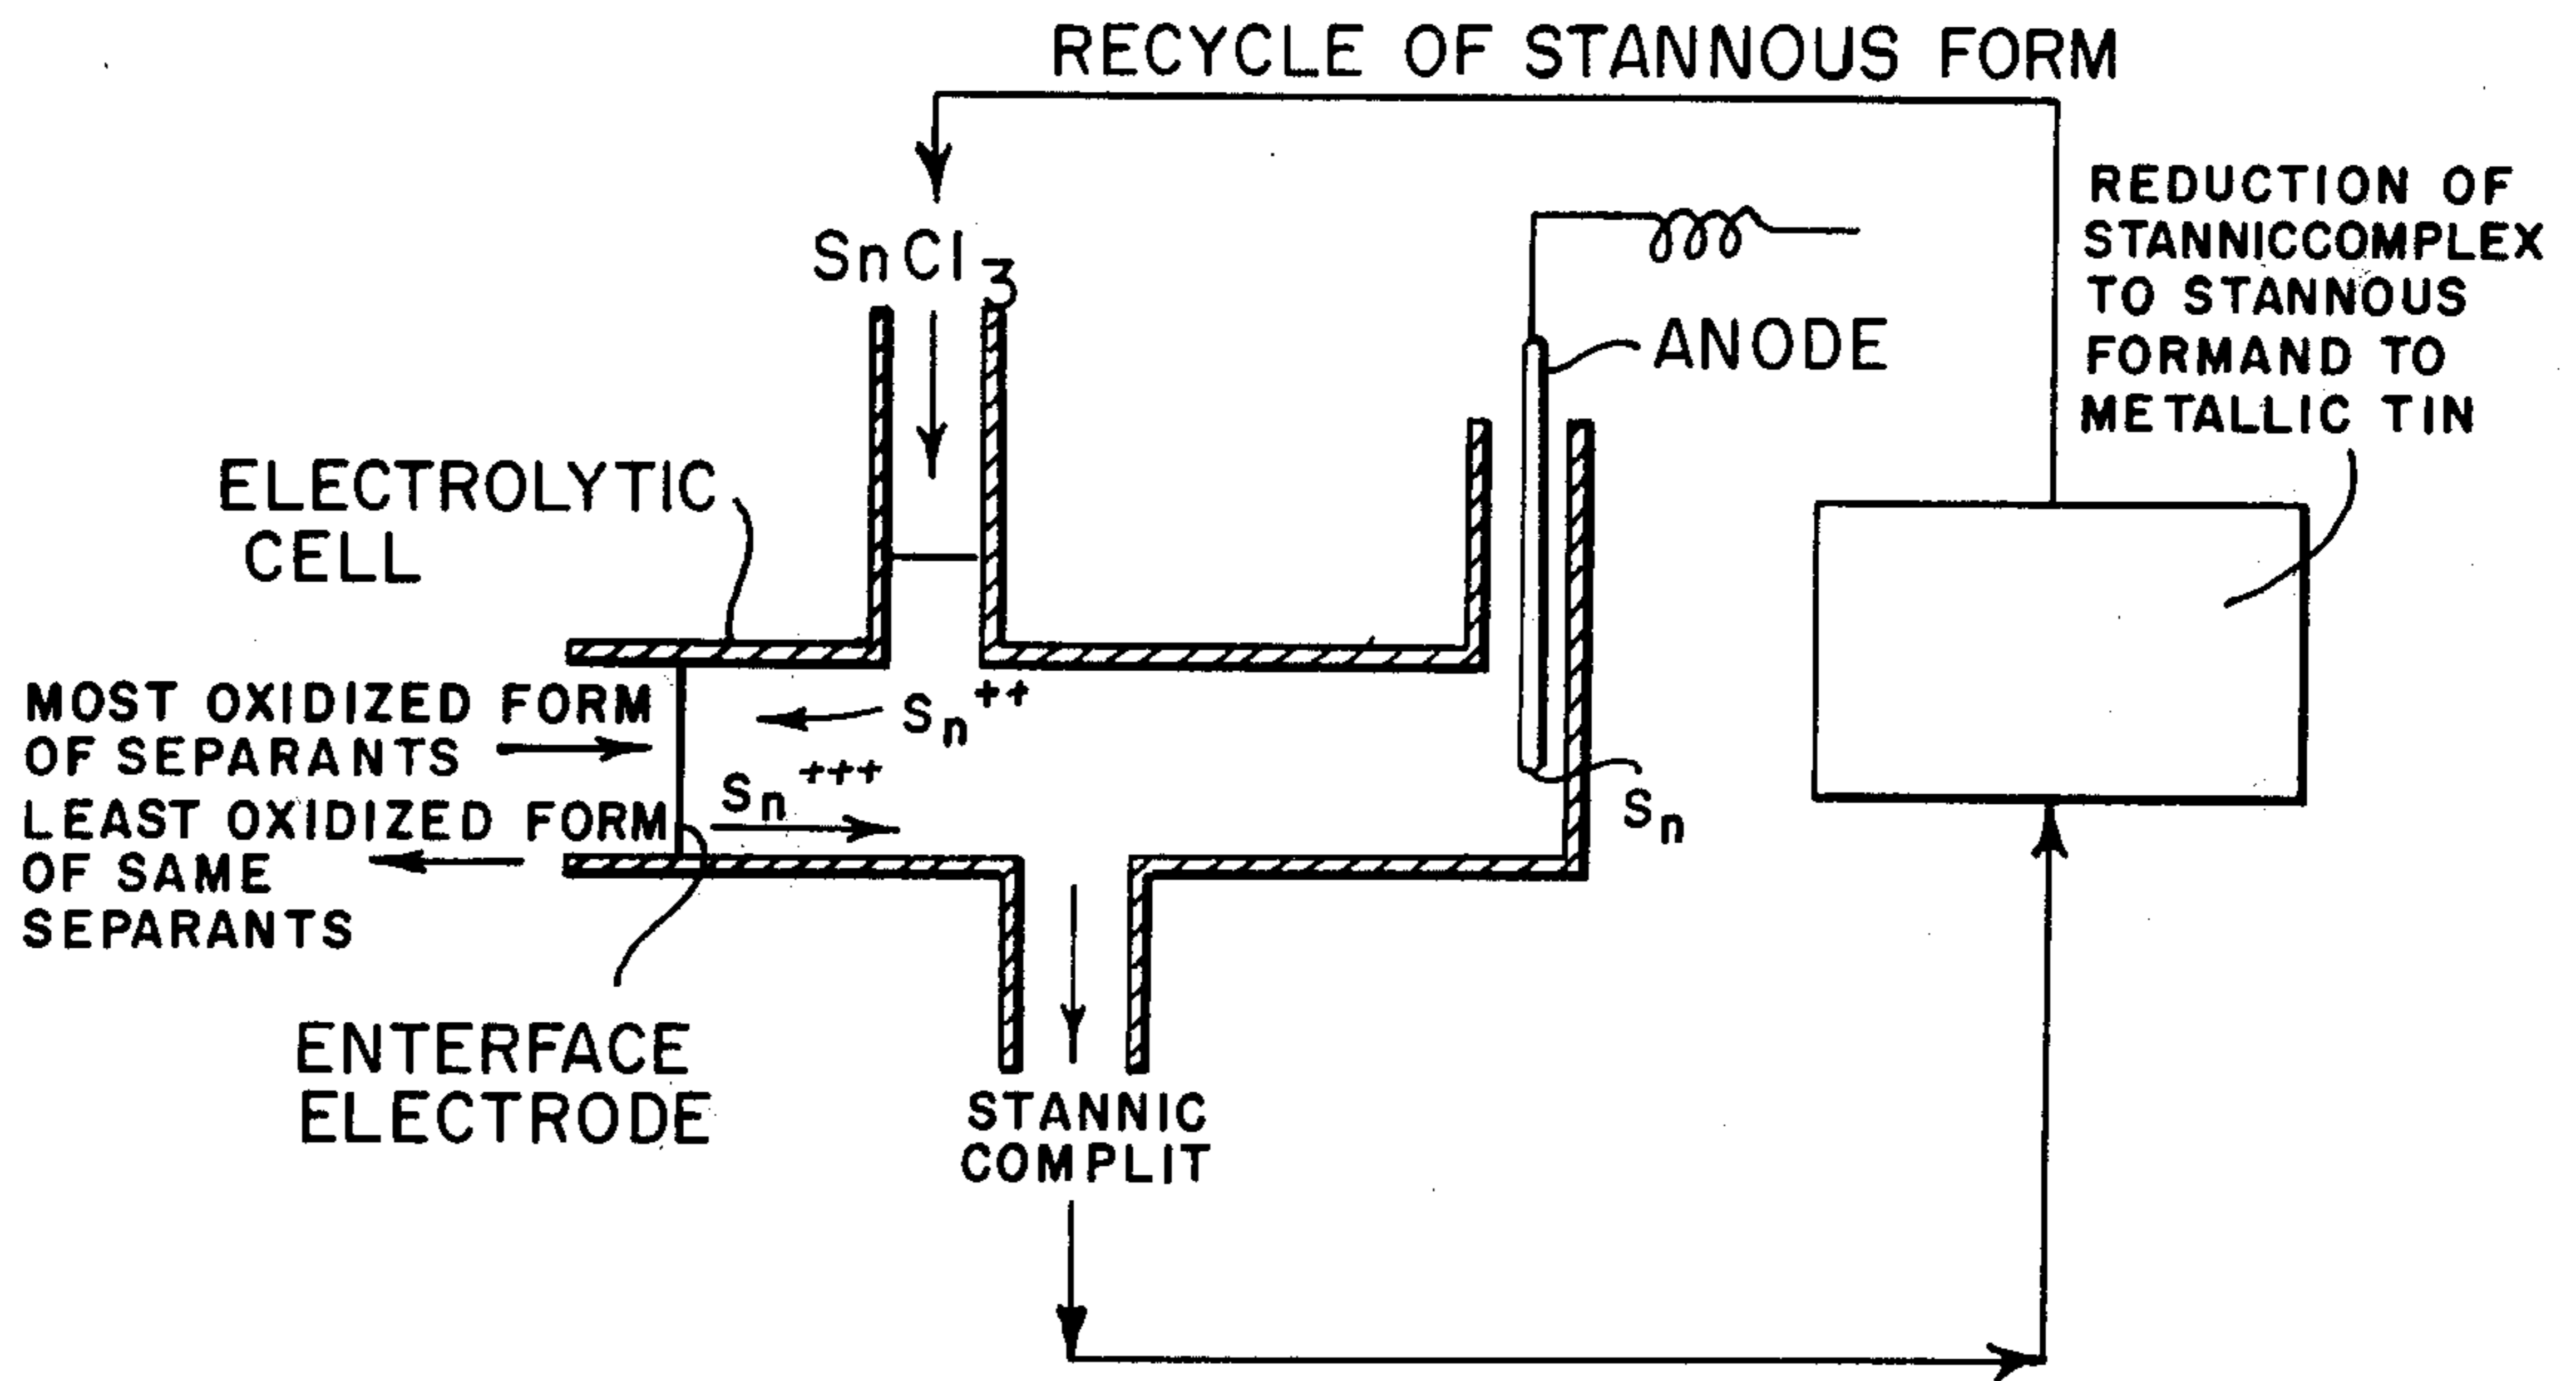 RECYCLE OF STANNOUS FORM
REDUCTION OF
STANNICCOMPLEX
TO STANNOUS
FORMAND TO
METALLIC TIN
SnCl3
ANODE
ELECTROLYTIC
CELL
MOST OXIDIZED FORM
OF SEPARANTS
Sn++
Sn+++
LEAST OXIDIZED FORM
OF SAME
SEPARANTS
Sn
ENTERFACE
ELECTRODE
STANNIC
COMPLIT